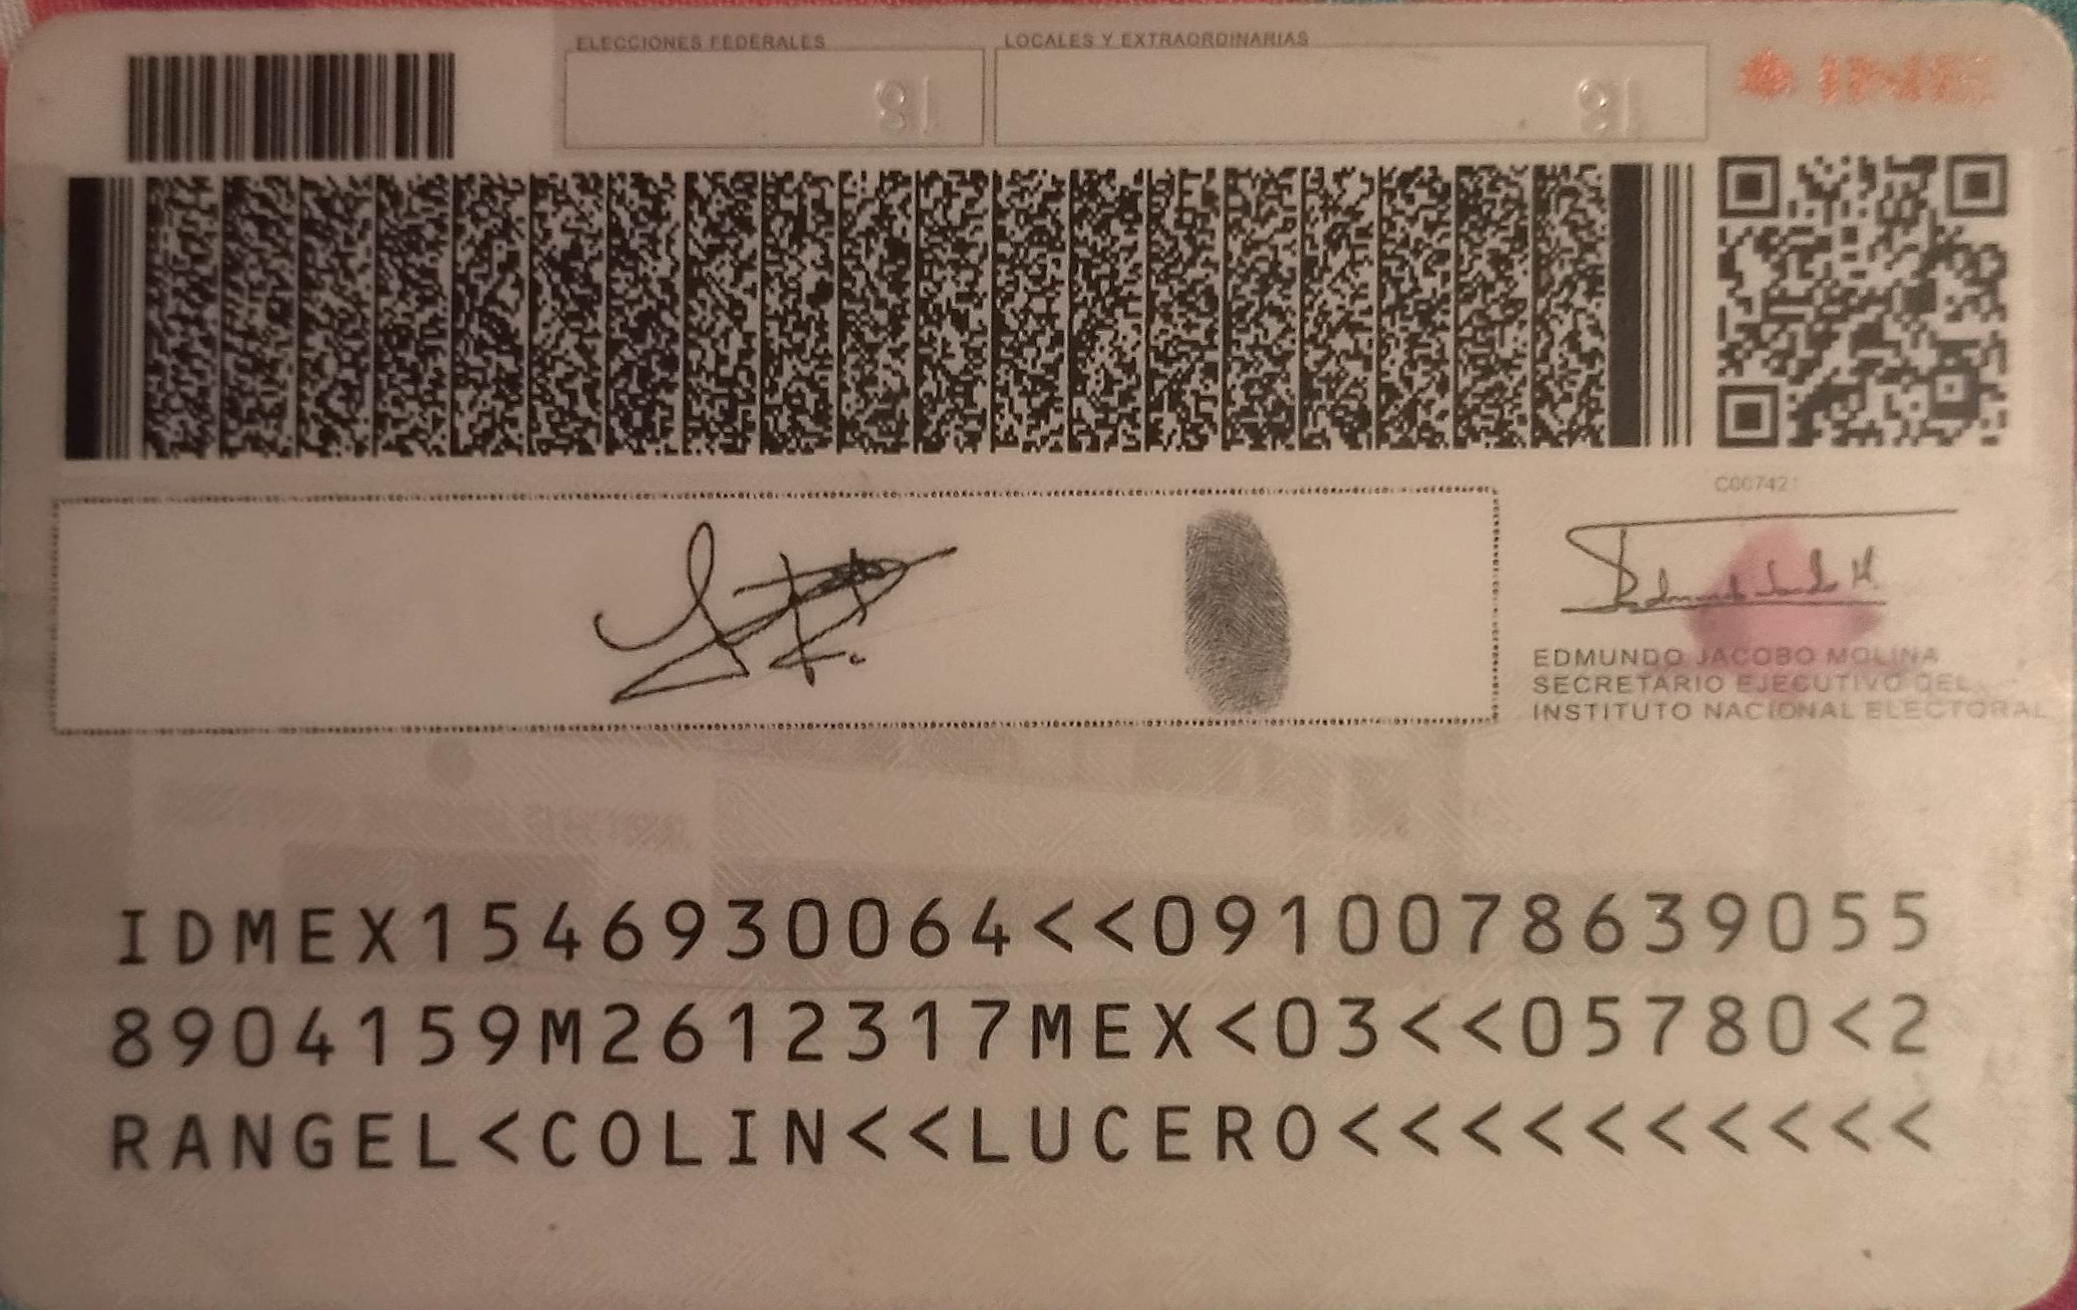 ELECCIONES FEDERALES
LOCALES Y EXTRAORDINARIAS
18
18
INE
EDMUNDO JACOBO MOLINA
SECRETARIO EJECUTIVO DEL
INSTITUTO NACIONAL ELECTORAL
IDMEX1546930064<<0910078639055
8904159M2612317MEX<03<<05780<2
RANGEL<COLIN<<LUCERO<<<<<<<<<<